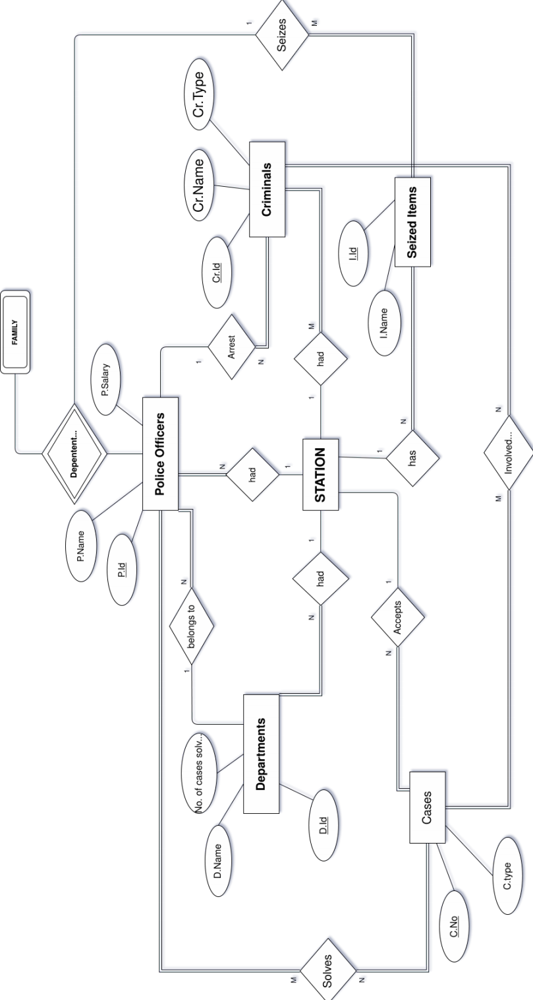 FAMILY
Depentent...
P.Name
P.Salary
P.Id
1
Seizes
M
Police Officers
N
belongs to
1
No. of cases solv...
Cr.Name
Cr.Type
1
Arrest
N
D.Name
Cr.Id
N
had
1
Departments
Criminals
M
Solves
N
N
had
1
STATION
1
had
M
D.Id
I.Id
I.Name
1
has
N
N
Accepts
1
Seized Items
Cases
C.No
M
Involved...
N
C.type